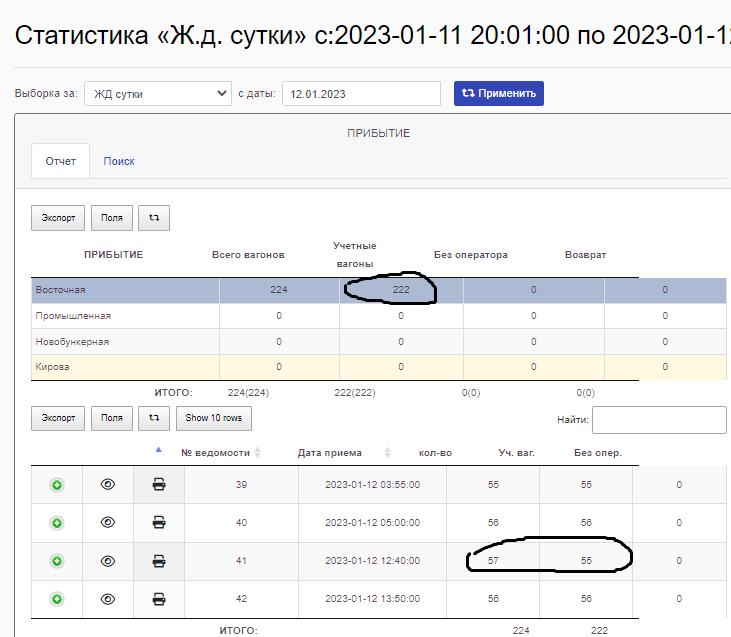 Статистика «Ж.д. сутки» с:2023-01-11 20:01:00 по 2023-01-12
Выборка за: ЖД сутки с даты: 12.01.2023 Применить
ПРИБЫТИЕ
Отчет Поиск
Экспорт Поля
ПРИБЫТИЕ Всего вагонов Учетные вагоны Без оператора Возврат
Восточная 224 222 0 0
Промышленная 0 0 0 0
Новобункерная 0 0 0 0
Кирова 0 0 0 0
ИТОГО: 224(224) 222(222) 0(0) 0(0)
Экспорт Поля Show 10 rows Найти:
№ ведомости Дата приема кол-во Уч. ваг. Без опер.
39 2023-01-12 03:55:00 55 55 0
40 2023-01-12 05:00:00 56 56 0
41 2023-01-12 12:40:00 57 55 0
42 2023-01-12 13:50:00 56 56 0
ИТОГО: 224 222